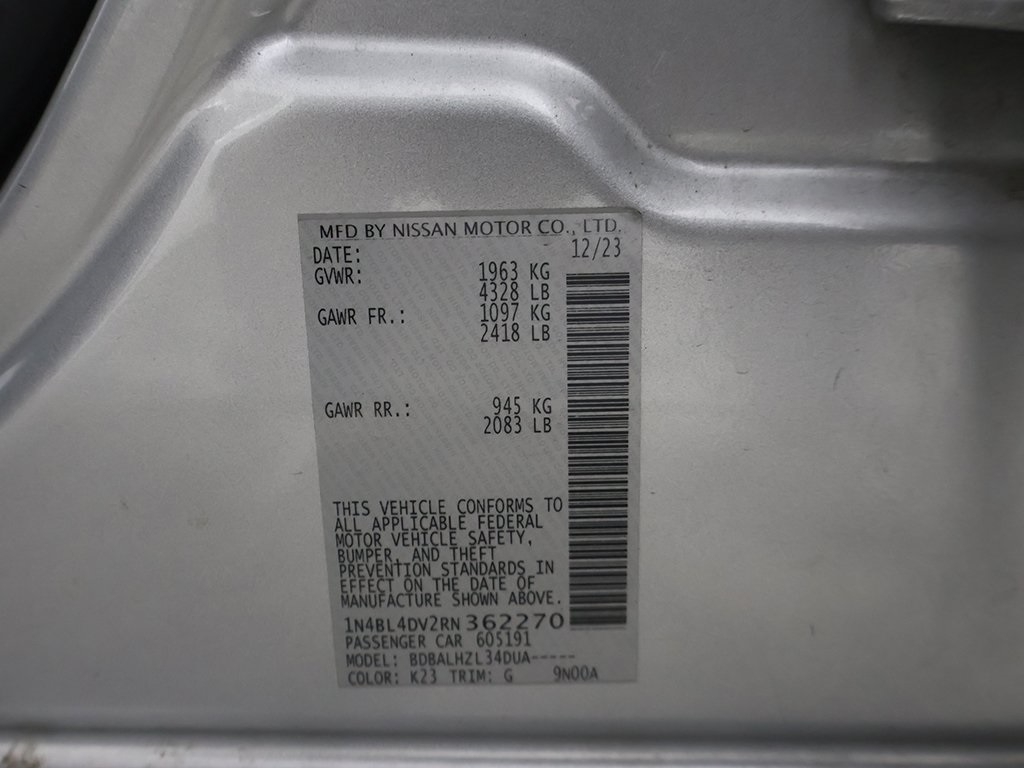 MFD BY NISSAN MOTOR CO., LTD.
DATE: 12/23
GVWR: 1963 KG
4328 LB
GAWR FR.: 1097 KG
2418 LB
GAWR RR.: 945 KG
2083 LB
THIS VEHICLE CONFORMS TO
ALL APPLICABLE FEDERAL
MOTOR VEHICLE SAFETY,
BUMPER, AND THEFT
PREVENTION STANDARDS IN
EFFECT ON THE DATE OF
MANUFACTURE SHOWN ABOVE.
1N4BL4DV2RN362270
PASSENGER CAR 605191
MODEL: BDBALHZL34DUA-----
COLOR: K23 TRIM: G 9N00A